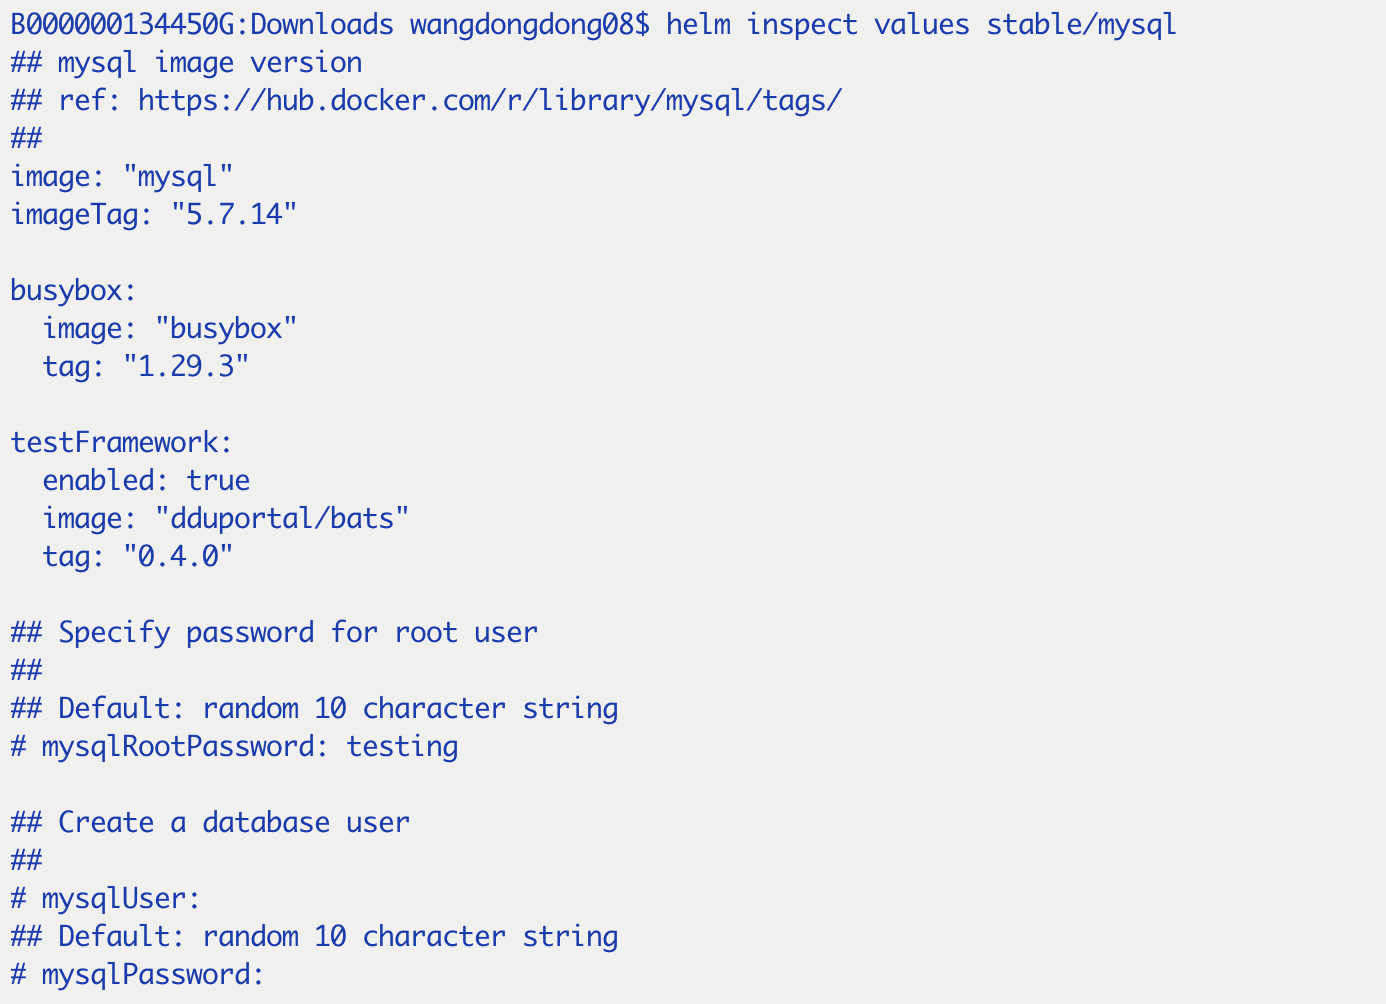 B000000134450G:Downloads wangdongdong08$ helm inspect values stable/mysql
## mysql image version
## ref: https://hub.docker.com/r/library/mysql/tags/
##
image: "mysql"
imageTag: "5.7.14"
busybox:
  image: "busybox"
  tag: "1.29.3"
testFramework:
  enabled: true
  image: "dduportal/bats"
  tag: "0.4.0"
## Specify password for root user
##
## Default: random 10 character string
# mysqlRootPassword: testing
## Create a database user
##
# mysqlUser:
## Default: random 10 character string
# mysqlPassword: